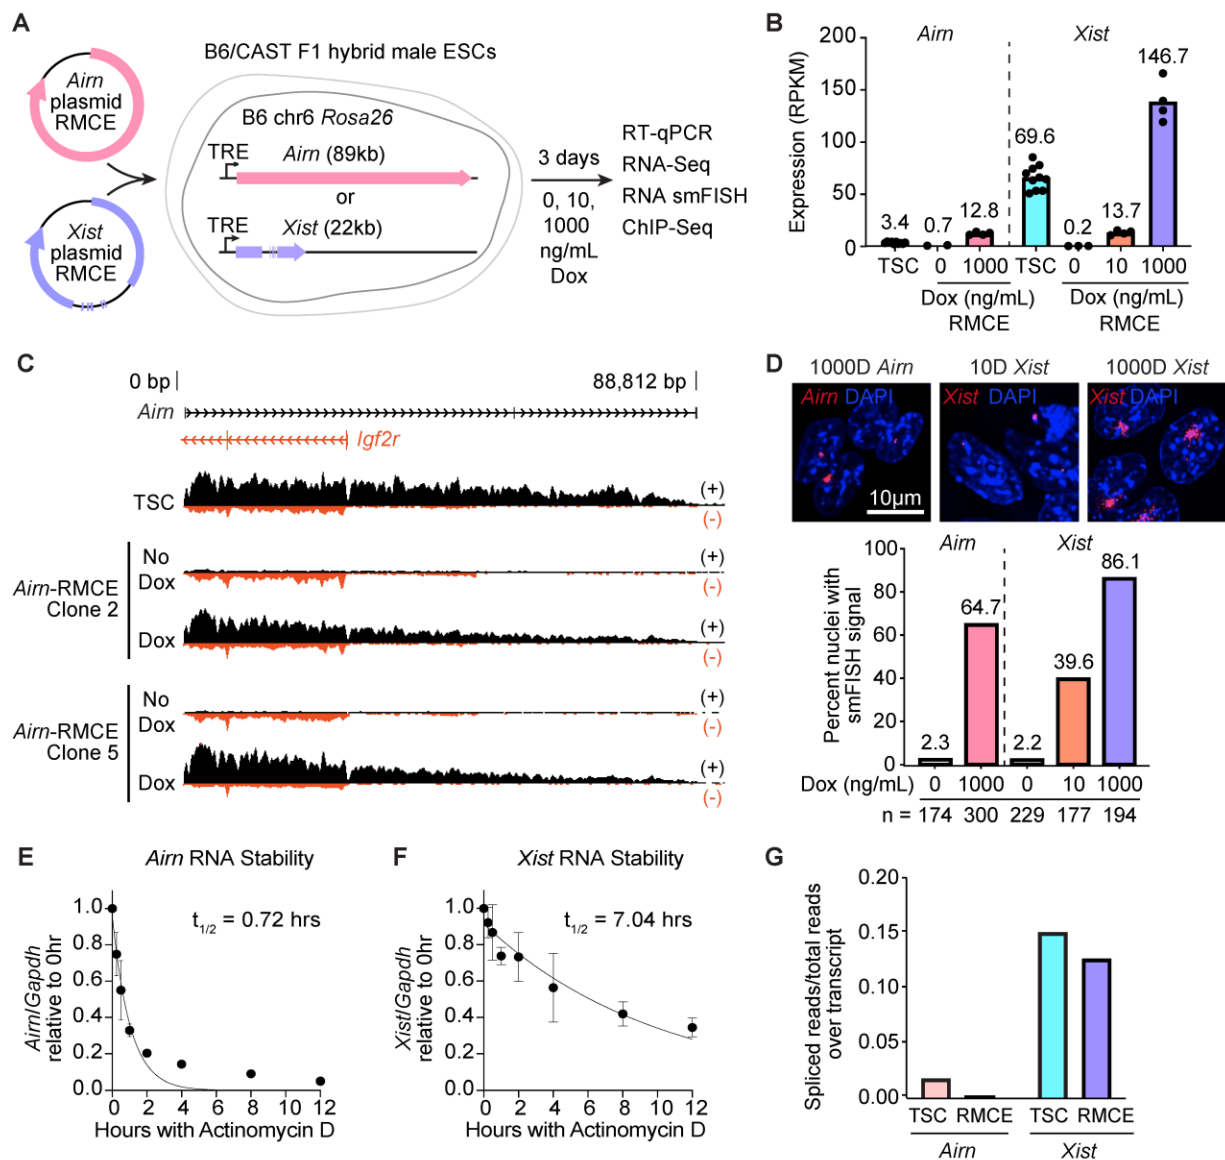 A
Airn
plasmid
RMCE
Xist
plasmid
RMCE
B6/CAST F1 hybrid male ESCs
B6 chr6 Rosa26
TRE
Airn (89kb)
or
TRE
Xist (22kb)
3 days
0, 10,
1000
ng/mL
Dox
RT-qPCR
RNA-Seq
RNA smFISH
ChIP-Seq
B
Airn
Xist
Expression (RPKM)
200
150
100
50
0
3.4
0.7
12.8
69.6
0.2
13.7
146.7
TSC
0
1000
TSC
0
10
1000
Dox (ng/mL)
RMCE
Dox (ng/mL)
RMCE
C
0 bp
88,812 bp
Airn
Igf2r
TSC
(+)
(-)
Airn-RMCE
Clone 2
No
Dox
(+)
(-)
Dox
(+)
(-)
Airn-RMCE
Clone 5
No
Dox
(+)
(-)
Dox
(+)
(-)
D
1000D Airn
10D Xist
1000D Xist
Airn DAPI
Xist DAPI
Xist DAPI
10μm
Airn
Xist
Percent nuclei with
smFISH signal
100
80
60
40
20
0
2.3
64.7
2.2
39.6
86.1
Dox (ng/mL)
0
1000
0
10
1000
n = 174
300
229
177
194
E
Airn RNA Stability
t1/2 = 0.72 hrs
Airn/Gapdh
relative to 0hr
1.0
0.8
0.6
0.4
0.2
0.0
0 2 4 6 8 10 12
Hours with Actinomycin D
F
Xist RNA Stability
t1/2 = 7.04 hrs
Xist/Gapdh
relative to 0hr
1.0
0.8
0.6
0.4
0.2
0.0
0 2 4 6 8 10 12
Hours with Actinomycin D
G
Spliced reads/total reads
over transcript
0.20
0.15
0.10
0.05
0.00
TSC RMCE
TSC RMCE
Airn
Xist